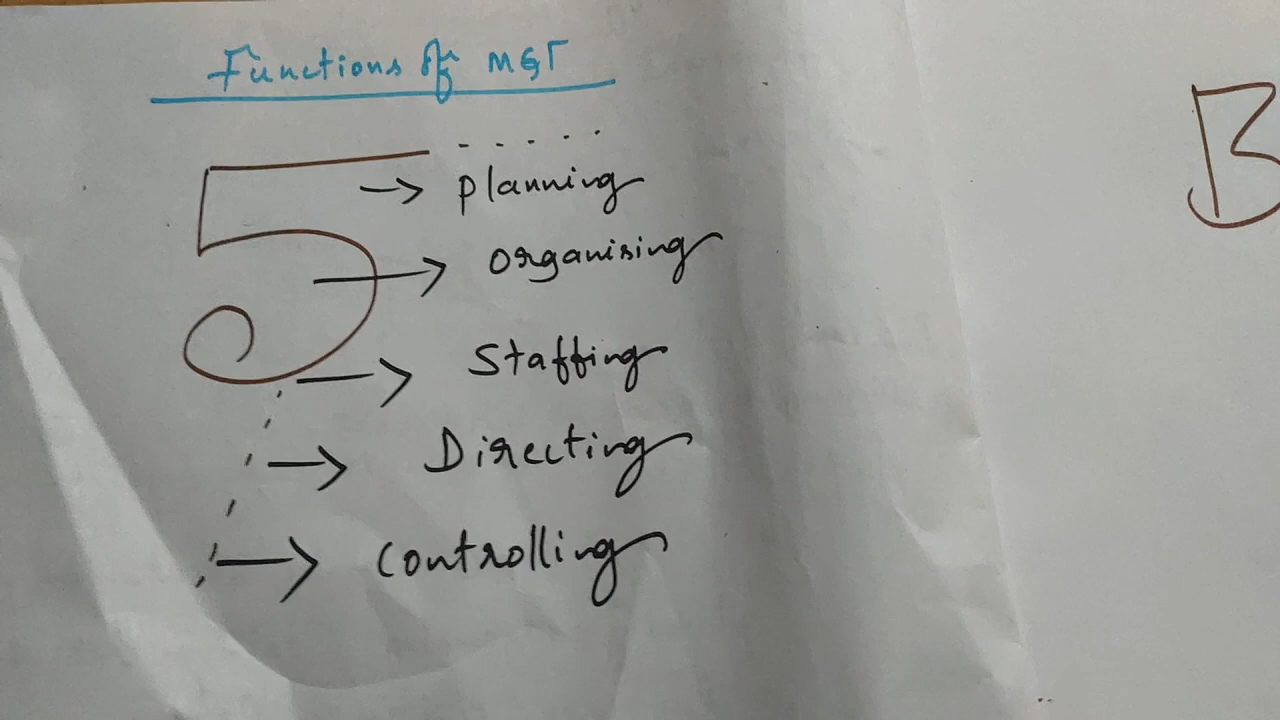 Functions of MGT
5
→ planning
→ organising
→ Staffing
→ Directing
→ controlling
B